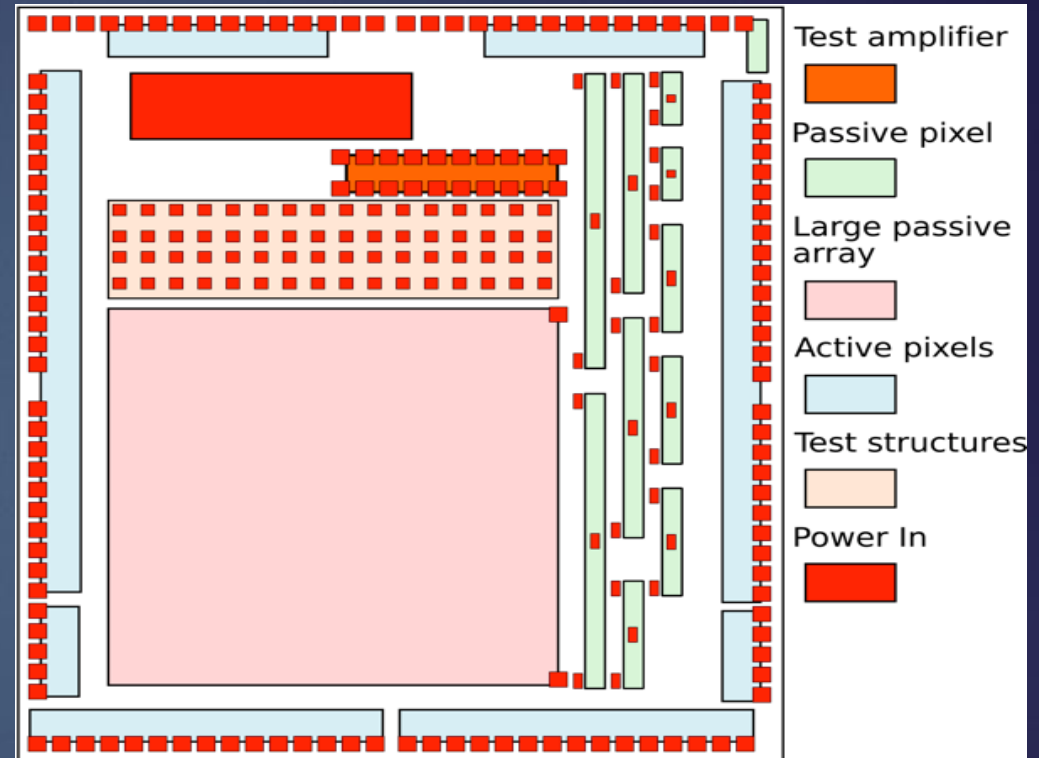 Test amplifier
Passive pixel
Large passive
array
Active pixels
Test structures
Power In